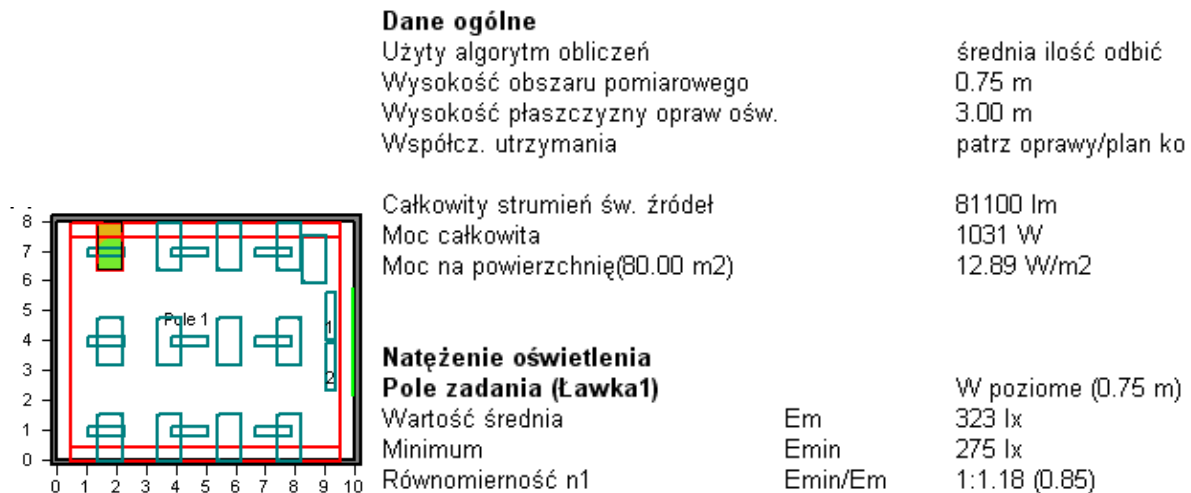 Dane ogólne
Użyty algorytm obliczeń średnia ilość odbić
Wysokość obszaru pomiarowego 0.75 m
Wysokość płaszczyzny opraw ośw. 3.00 m
Współcz. utrzymania patrz oprawy/plan ko
Całkowity strumień św. źródeł 81100 lm
Moc całkowita 1031 W
Moc na powierzchnię(80.00 m2) 12.89 W/m2
Natężenie oświetlenia
Pole zadania (Ławka1) W poziome (0.75 m)
Wartość średnia Em 323 lx
Minimum Emin 275 lx
Równomierność n1 Emin/Em 1:1.18 (0.85)
8
7
6
5
4
3
2
1
0
Pole 1
1
2
0 1 2 3 4 5 6 7 8 9 10